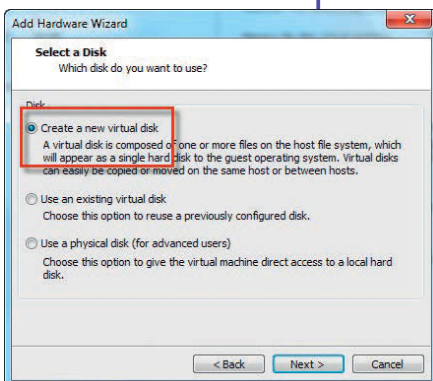 Add Hardware Wizard
Select a Disk
Which disk do you want to use?
Disk
Create a new virtual disk
A virtual disk is composed of one or more files on the host file system, which
will appear as a single hard disk to the guest operating system. Virtual disks
can easily be copied or moved on the same host or between hosts.
Use an existing virtual disk
Choose this option to reuse a previously configured disk.
Use a physical disk (for advanced users)
Choose this option to give the virtual machine direct access to a local hard
disk.
< Back Next > Cancel